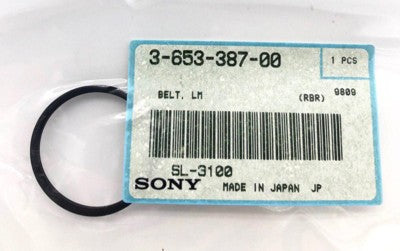 3-653-387-00
1 PCS
BELT, LM (RBR) 9809
SL-3100
SONY MADE IN JAPAN JP